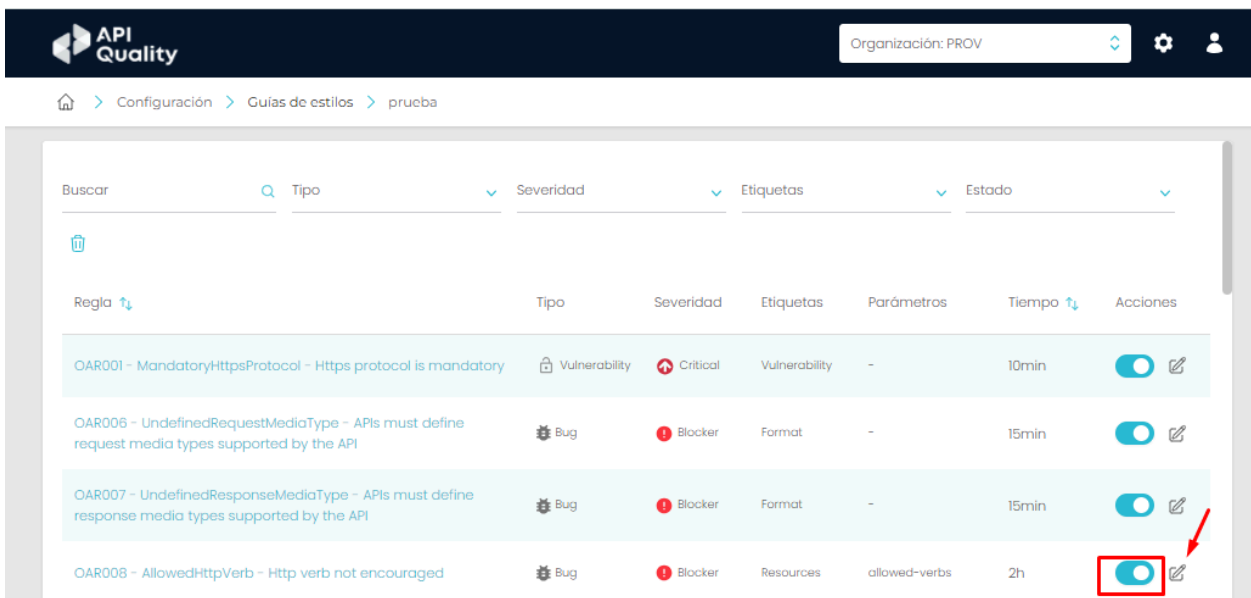 API
Quality
Organización: PROV
Configuración > Guías de estilos > prueba
Buscar Tipo Severidad Etiquetas Estado
Regla Tipo Severidad Etiquetas Parámetros Tiempo Acciones
OAR001 - MandatoryHttpsProtocol - Https protocol is mandatory Vulnerability Critical Vulnerability - 10min
OAR006 - UndefinedRequestMediaType - APIs must define
request media types supported by the API Bug Blocker Format - 15min
OAR007 - UndefinedResponseMediaType - APIs must define
response media types supported by the API Bug Blocker Format - 15min
OAR008 - AllowedHttpVerb - Http verb not encouraged Bug Blocker Resources allowed-verbs 2h